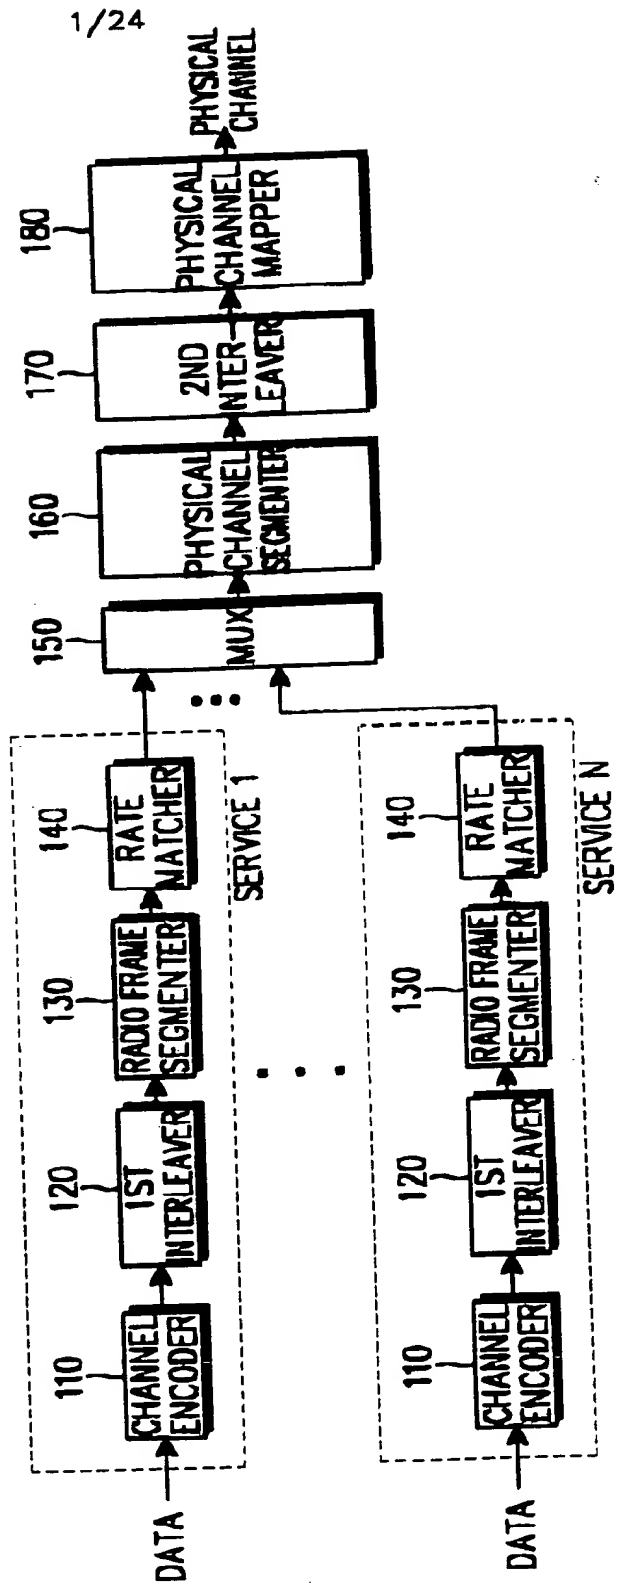 1/24
DATA
110
CHANNEL
ENCODER
120
1ST
INTERLEAVER
130
RADIO FRAME
SEGMENTER
140
RATE
MATCHER
SERVICE 1
DATA
110
CHANNEL
ENCODER
120
1ST
INTERLEAVER
130
RADIO FRAME
SEGMENTER
140
RATE
MATCHER
SERVICE N
150
MUX
160
PHYSICAL
CHANNEL
SEGMENTER
170
2ND
INTER
LEAVER
180
PHYSICAL
CHANNEL
MAPPER
PHYSICAL
CHANNEL